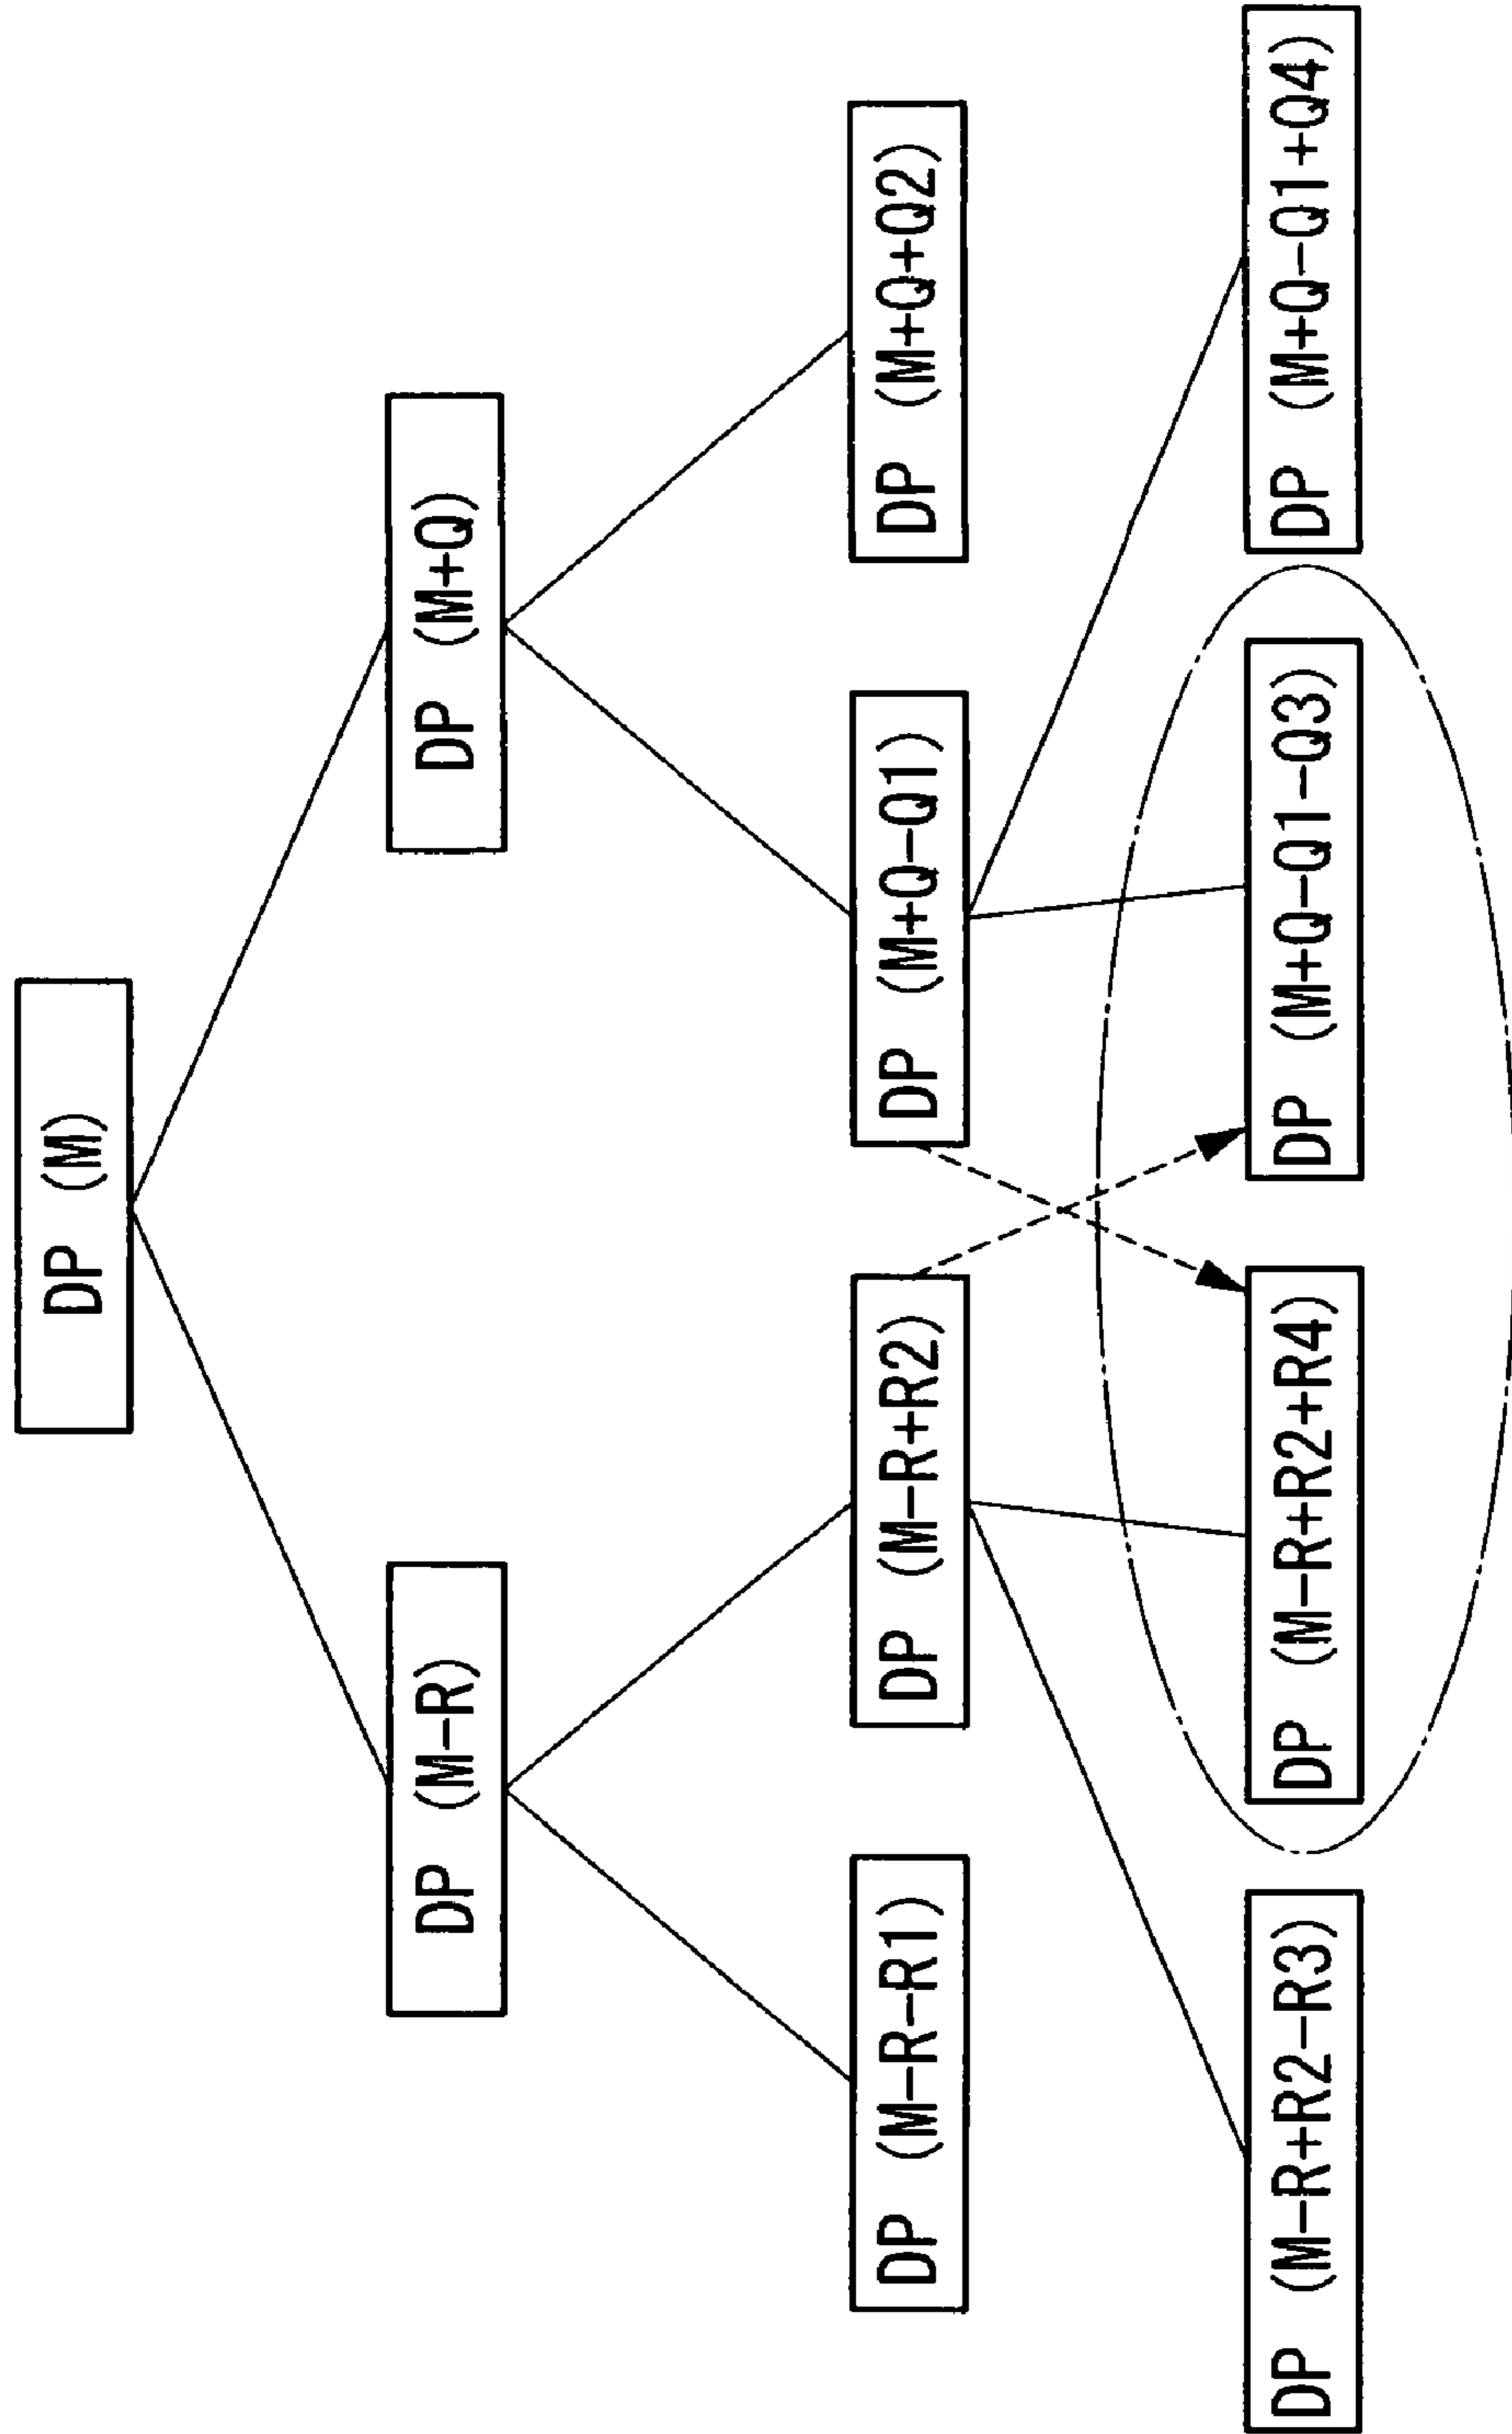 DP (M)
DP (M-R)
DP (M+Q)
DP (M-R-R1)
DP (M-R+R2)
DP (M+Q-Q1)
DP (M+Q+Q2)
DP (M-R+R2-R3)
DP (M-R+R2+R4)
DP (M+Q-Q1-Q3)
DP (M+Q-Q1+Q4)